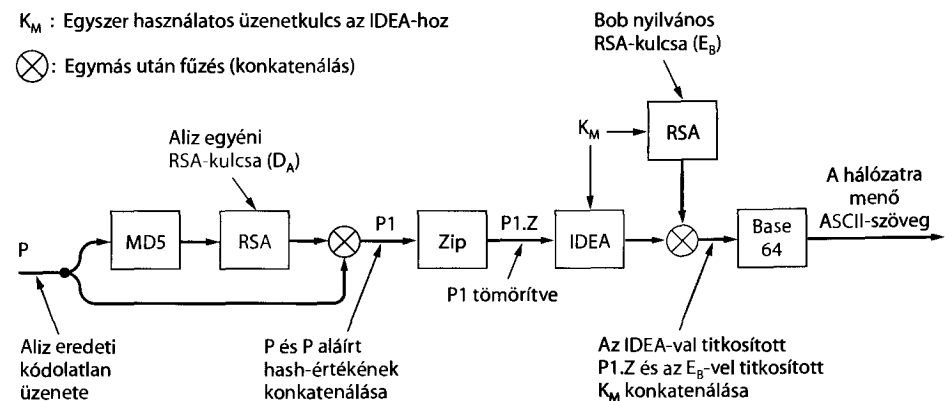 K_M : Egyszer használatos üzenetkulcs az IDEA-hoz
⊗: Egymás után fűzés (konkatenálás)
Bob nyilvános
RSA-kulcsa (E_B)
Aliz egyéni
RSA-kulcsa (D_A)
K_M
RSA
A hálózatra
menő
ASCII-szöveg
P
MD5
RSA
P1
Zip
P1.Z
IDEA
Base
64
P1 tömörítve
Aliz eredeti
kódolatlan
üzenete
P és P aláírt
hash-értékének
konkatenálása
Az IDEA-val titkosított
P1.Z és az E_B-vel titkosított
K_M konkatenálása